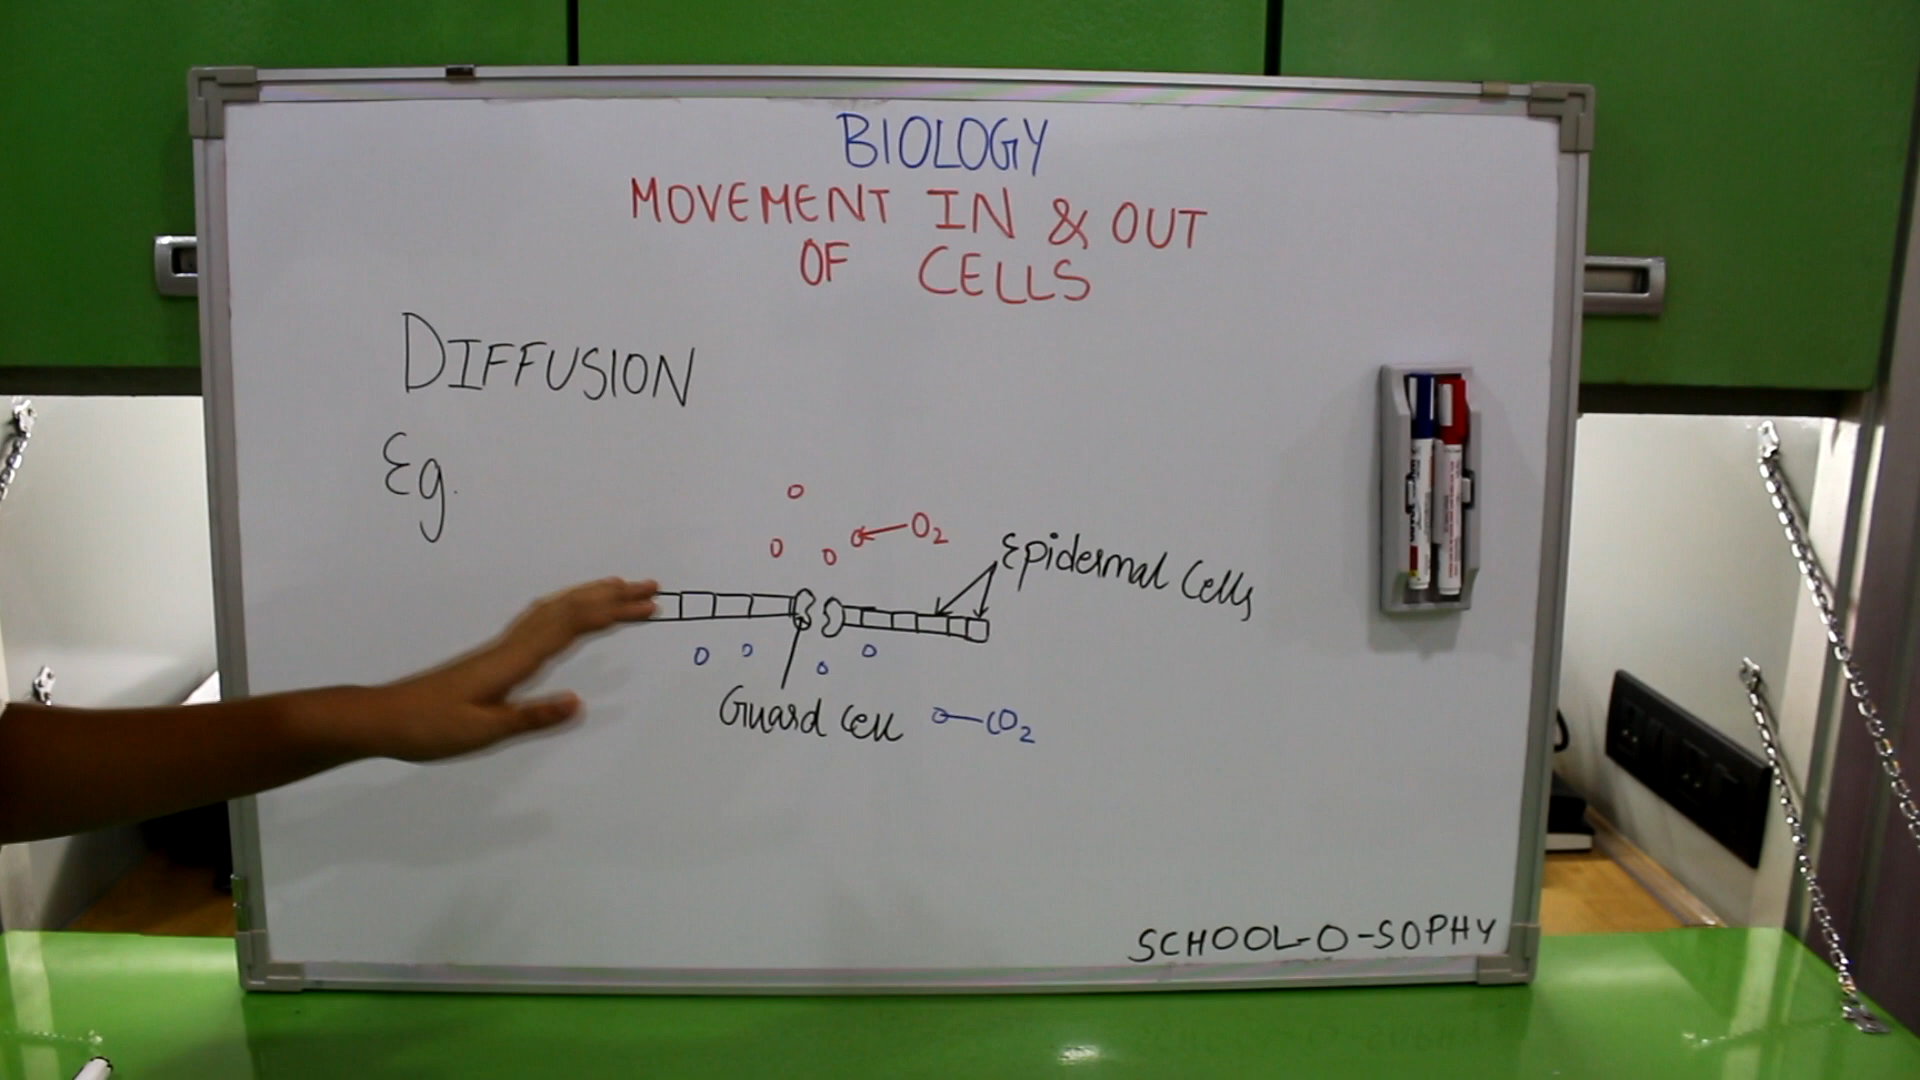 BIOLOGY
MOVEMENT IN & OUT
OF CELLS
DIFFUSION
Eg.
O2
Epidermal Cells
Guard Cell
CO2
SCHOOL-O-SOPHY